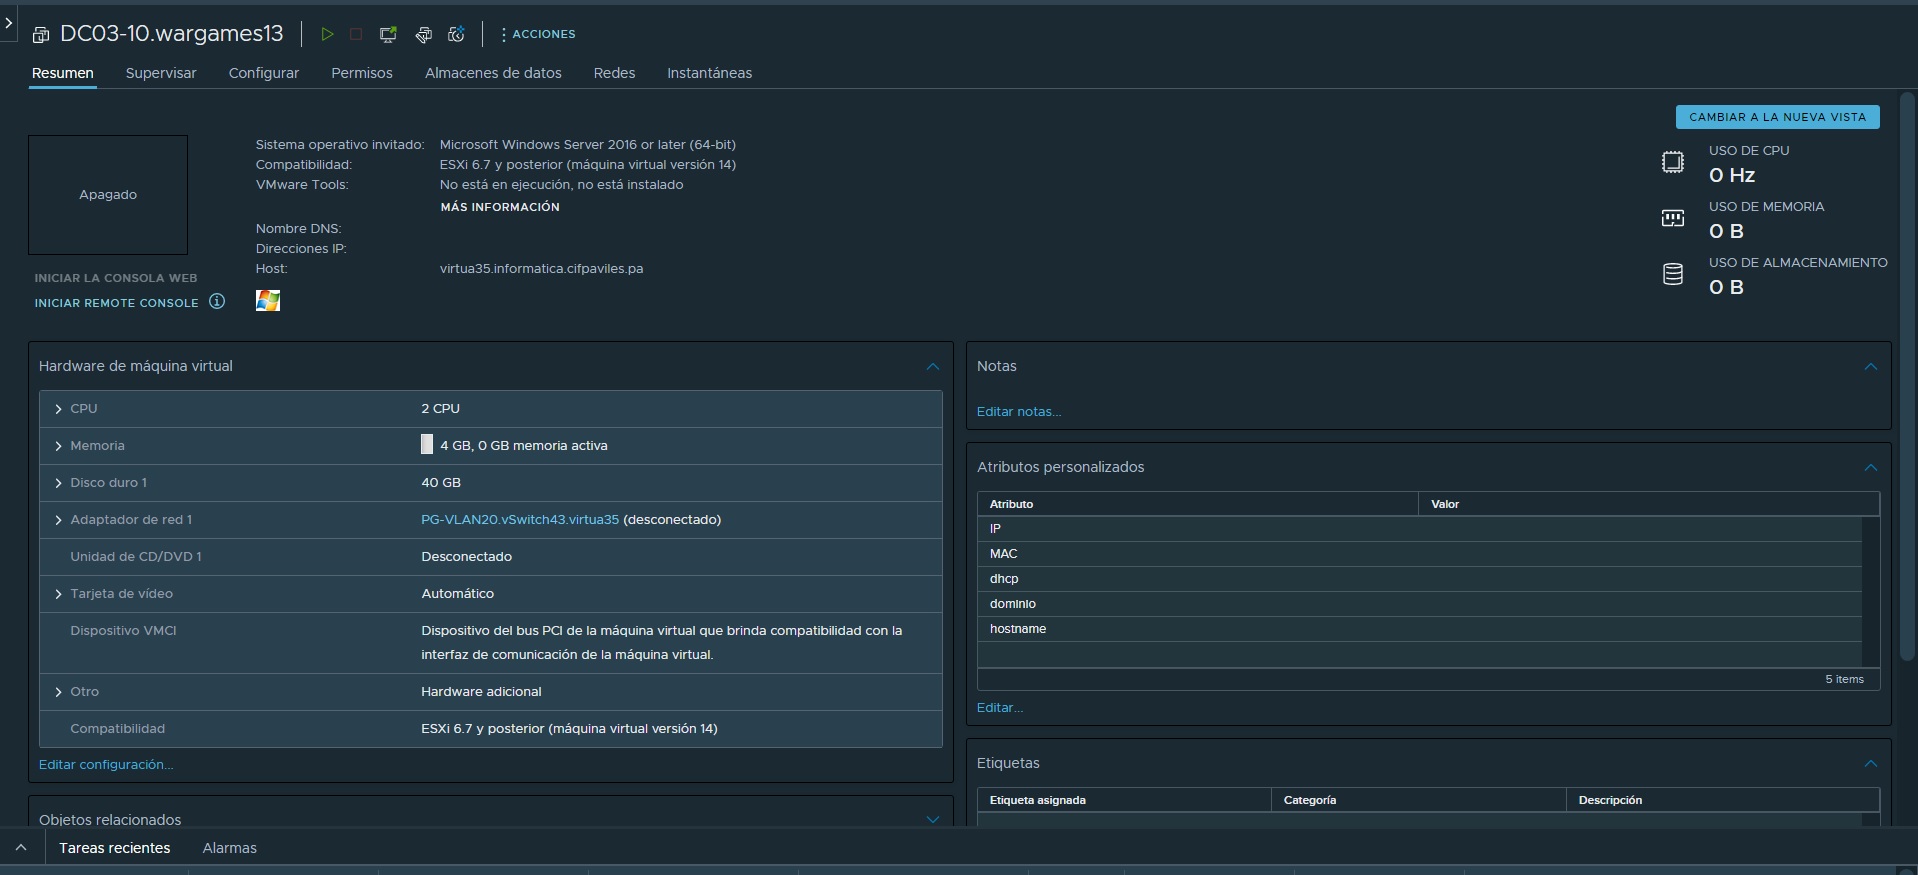 DC03-10.wargames13
ACCIONES
Resumen Supervisar Configurar Permisos Almacenes de datos Redes Instantáneas
CAMBIAR A LA NUEVA VISTA
Apagado
INICIAR LA CONSOLA WEB
INICIAR REMOTE CONSOLE
Sistema operativo invitado: Microsoft Windows Server 2016 or later (64-bit)
Compatibilidad: ESXi 6.7 y posterior (máquina virtual versión 14)
VMware Tools: No está en ejecución, no está instalado
MÁS INFORMACIÓN
Nombre DNS:
Direcciones IP:
Host: virtua35.informatica.cifpaviles.pa
USO DE CPU
0 Hz
USO DE MEMORIA
0 B
USO DE ALMACENAMIENTO
0 B
Hardware de máquina virtual
CPU 2 CPU
Memoria 4 GB, 0 GB memoria activa
Disco duro 1 40 GB
Adaptador de red 1 PG-VLAN20.vSwitch43.virtua35 (desconectado)
Unidad de CD/DVD 1 Desconectado
Tarjeta de vídeo Automático
Dispositivo VMCI Dispositivo del bus PCI de la máquina virtual que brinda compatibilidad con la
interfaz de comunicación de la máquina virtual.
Otro Hardware adicional
Compatibilidad ESXi 6.7 y posterior (máquina virtual versión 14)
Editar configuración...
Objetos relacionados
Notas
Editar notas...
Atributos personalizados
Atributo Valor
IP
MAC
dhcp
dominio
hostname
5 items
Editar...
Etiquetas
Etiqueta asignada Categoría Descripción
Tareas recientes Alarmas